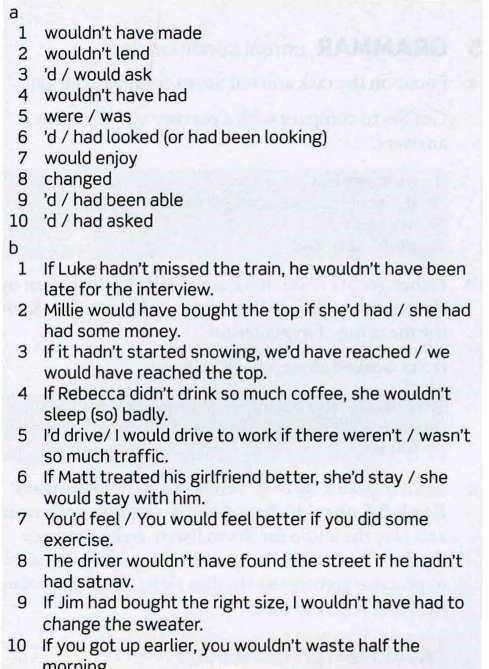 a
1 wouldn't have made
2 wouldn't lend
3 'd / would ask
4 wouldn't have had
5 were / was
6 'd / had looked (or had been looking)
7 would enjoy
8 changed
9 'd / had been able
10 'd / had asked
b
1 If Luke hadn't missed the train, he wouldn't have been
late for the interview.
2 Millie would have bought the top if she'd had / she had
had some money.
3 If it hadn't started snowing, we'd have reached / we
would have reached the top.
4 If Rebecca didn't drink so much coffee, she wouldn't
sleep (so) badly.
5 I'd drive/ I would drive to work if there weren't / wasn't
so much traffic.
6 If Matt treated his girlfriend better, she'd stay / she
would stay with him.
7 You'd feel / You would feel better if you did some
exercise.
8 The driver wouldn't have found the street if he hadn't
had satnav.
9 If Jim had bought the right size, I wouldn't have had to
change the sweater.
10 If you got up earlier, you wouldn't waste half the
morning.